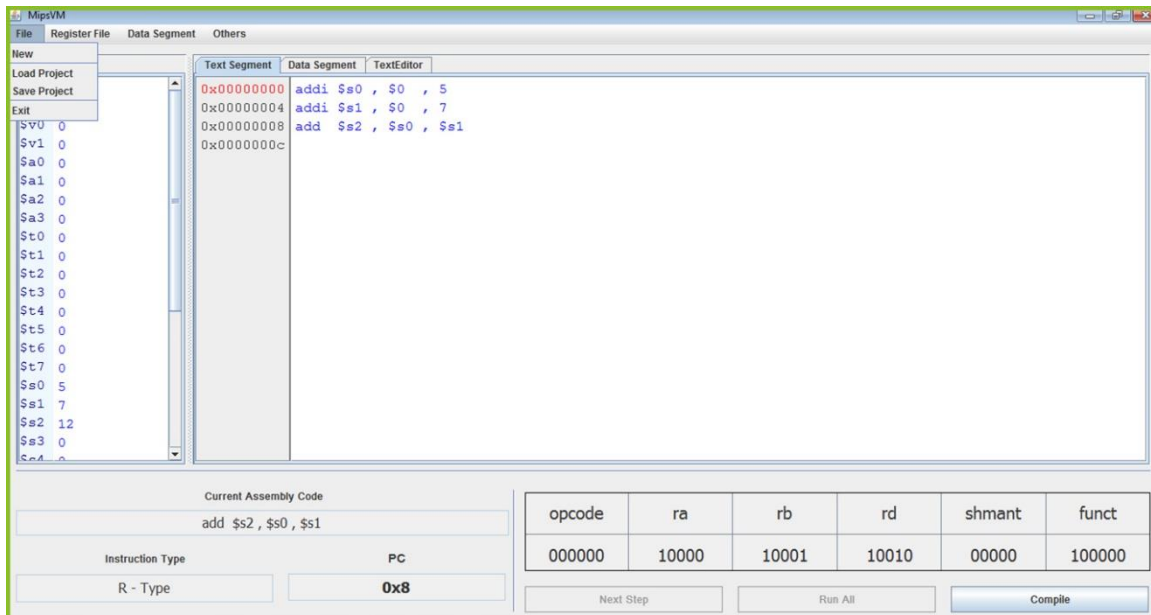 MipsVM
File Register File Data Segment Others
New
Load Project
Save Project
Exit
Text Segment Data Segment TextEditor
0x00000000 addi $s0 , $0 , 5
0x00000004 addi $s1 , $0 , 7
0x00000008 add $s2 , $s0 , $s1
0x0000000c
$v0 0
$v1 0
$a0 0
$a1 0
$a2 0
$a3 0
$t0 0
$t1 0
$t2 0
$t3 0
$t4 0
$t5 0
$t6 0
$t7 0
$s0 5
$s1 7
$s2 12
$s3 0
Current Assembly Code
add $s2 , $s0 , $s1
Instruction Type PC
R - Type 0x8
opcode ra rb rd shmant funct
000000 10000 10001 10010 00000 100000
Next Step Run All Compile